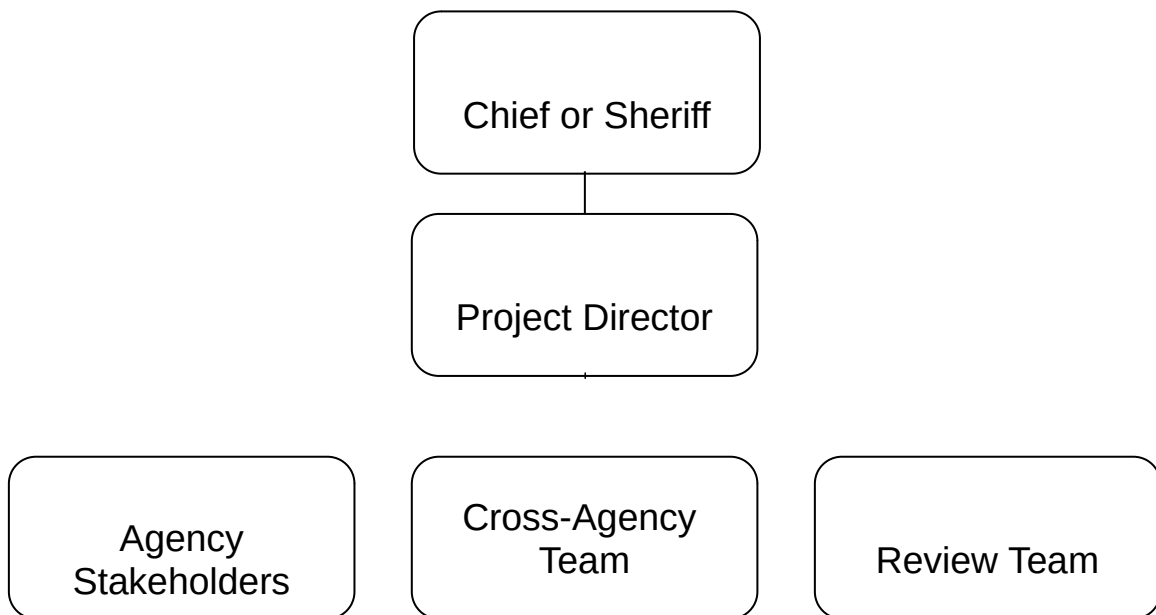 Chief or Sheriff
Project Director
Agency
Stakeholders
Cross-Agency
Team
Review Team